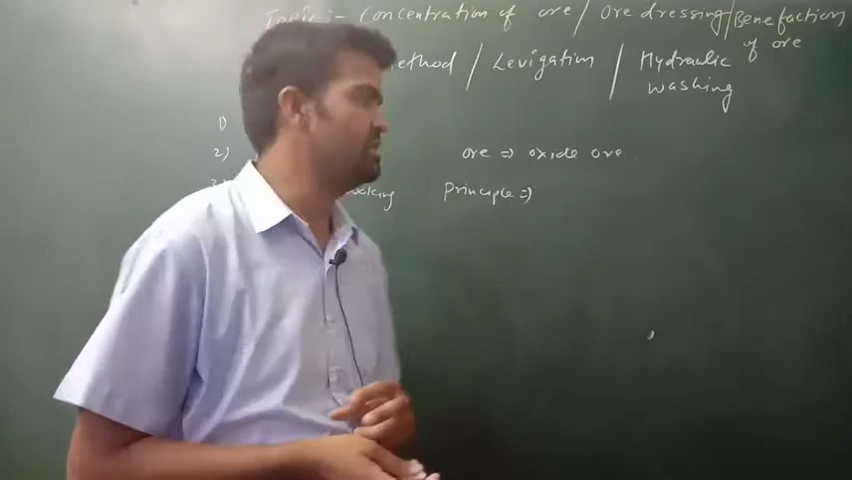 Topic :- Concentration of ore / Ore dressing / Benefaction of ore
ethod / Levigation / Hydraulic washing
1)
2) ore => oxide ore
Principle =>